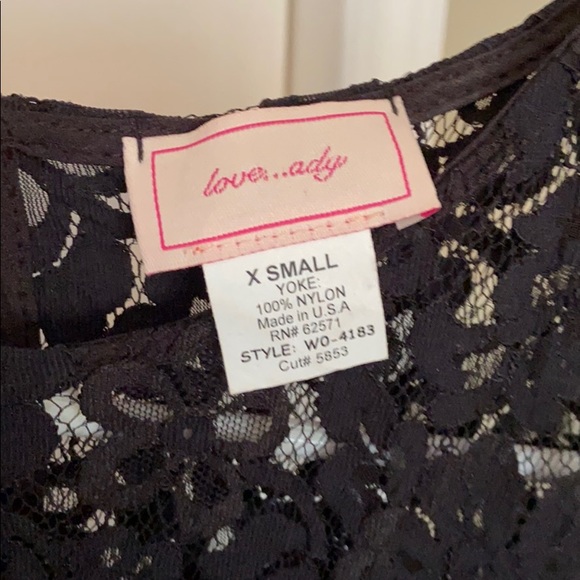 love...ady
X SMALL
YOKE:
100% NYLON
Made in U.S.A
RN# 62571
STYLE: WO-4183
Cut# 5853